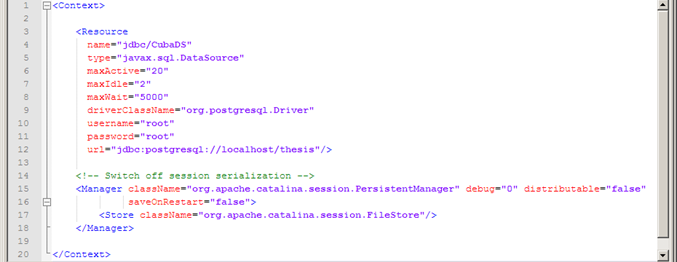 1 <Context>
2
3 <Resource
4 name="jdbc/CubaDS"
5 type="javax.sql.DataSource"
6 maxActive="20"
7 maxIdle="2"
8 maxWait="5000"
9 driverClassName="org.postgresql.Driver"
10 username="root"
11 password="root"
12 url="jdbc:postgresql://localhost/thesis"/>
13
14 <!-- Switch off session serialization -->
15 <Manager className="org.apache.catalina.session.PersistentManager" debug="0" distributable="false"
16 saveOnRestart="false">
17 <Store className="org.apache.catalina.session.FileStore"/>
18 </Manager>
19
20 </Context>